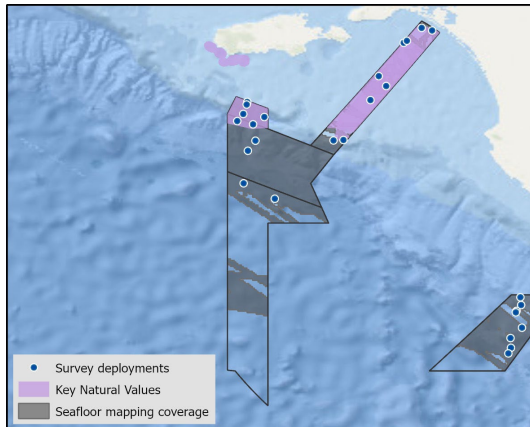 Survey deployments
Key Natural Values
Seafloor mapping coverage